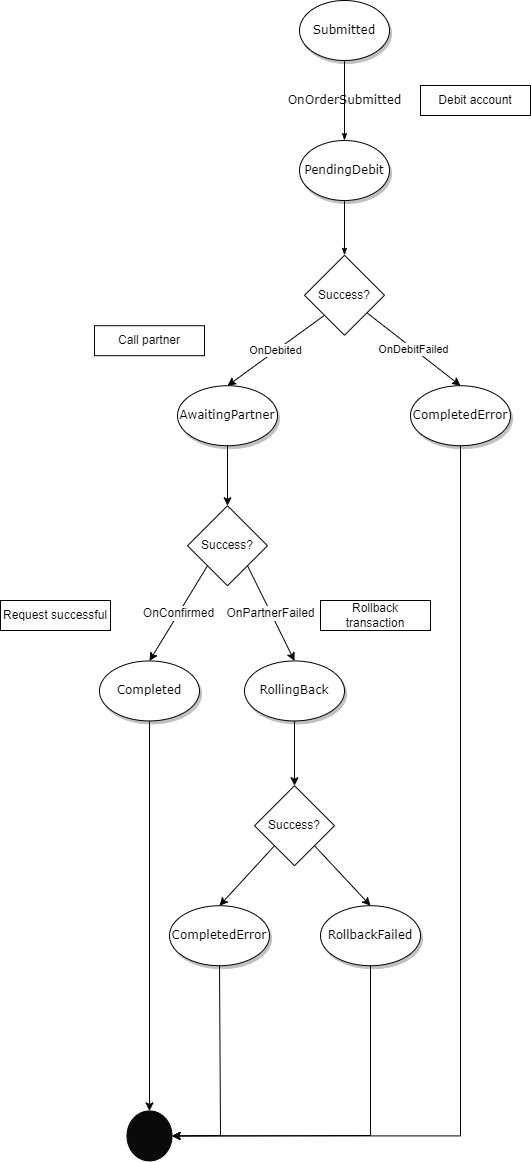 Submitted
OnOrderSubmitted
Debit account
PendingDebit
Success?
Call partner
OnDebited
OnDebitFailed
AwaitingPartner
CompletedError
Success?
Request successful
OnConfirmed
OnPartnerFailed
Rollback
transaction
Completed
RollingBack
Success?
CompletedError
RollbackFailed